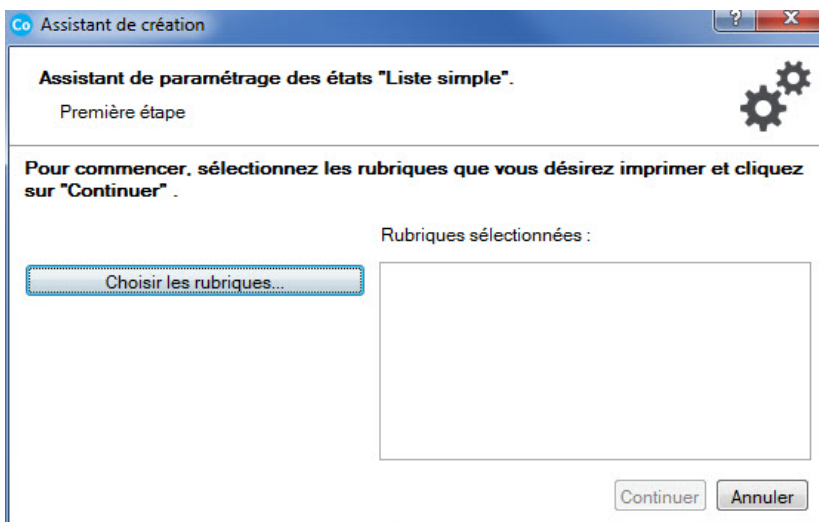 Co Assistant de création
? X
Assistant de paramétrage des états "Liste simple".
Première étape
Pour commencer, sélectionnez les rubriques que vous désirez imprimer et cliquez
sur "Continuer" .
Rubriques sélectionnées :
Choisir les rubriques...
Continuer Annuler